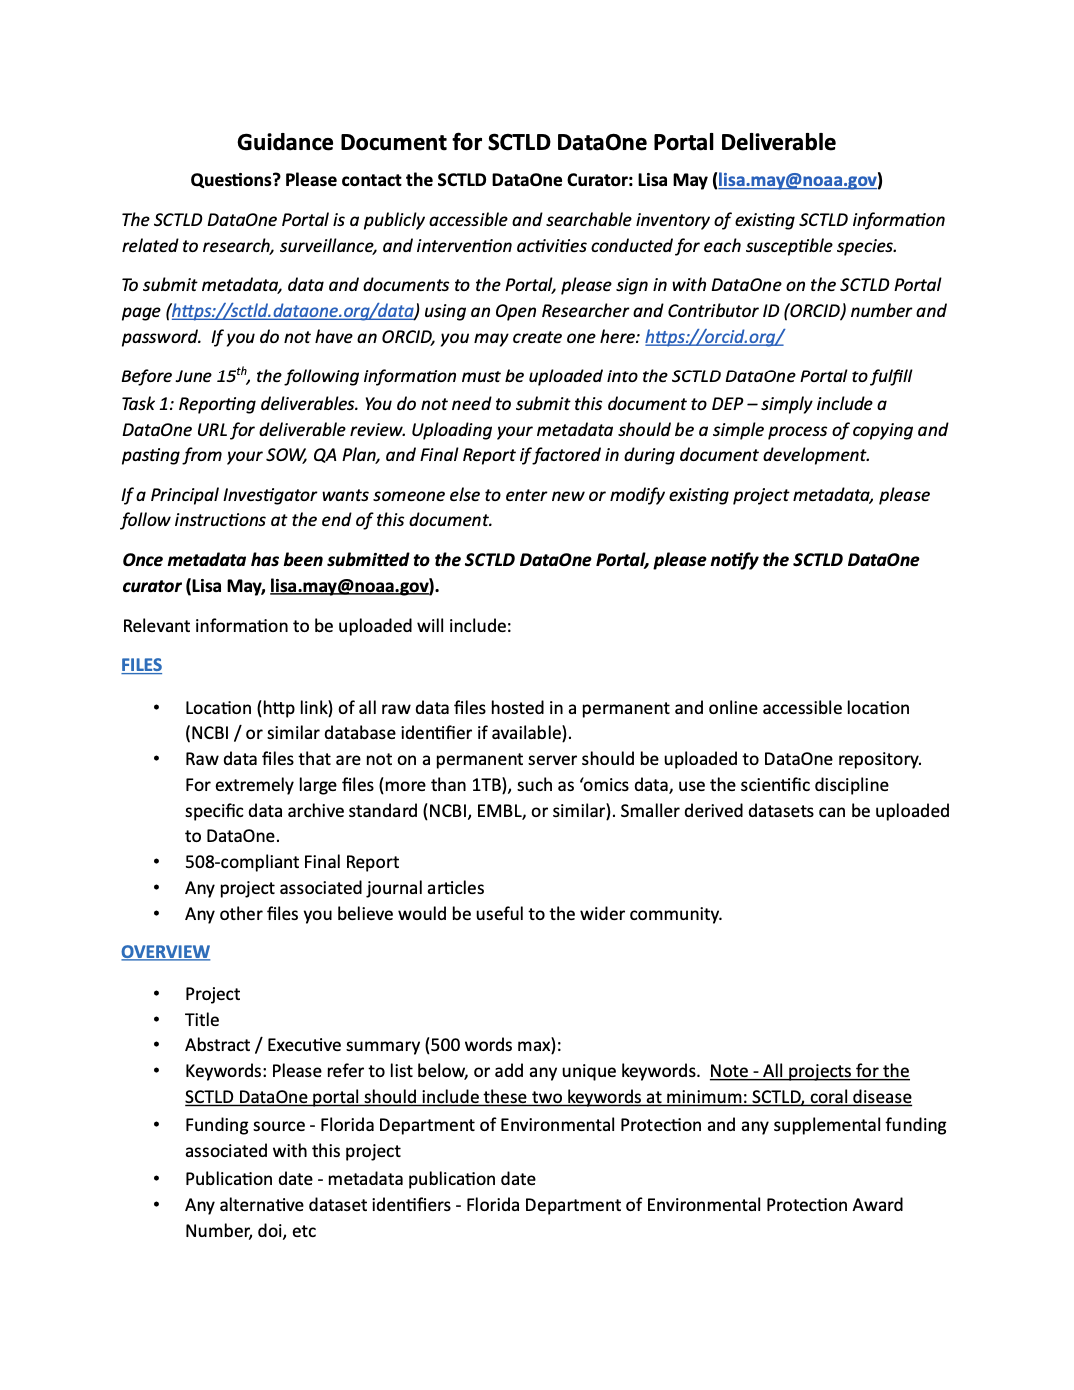 Guidance Document for SCTLD DataOne Portal Deliverable
Questions? Please contact the SCTLD DataOne Curator: Lisa May (lisa.may@noaa.gov)
The SCTLD DataOne Portal is a publicly accessible and searchable inventory of existing SCTLD information
related to research, surveillance, and intervention activities conducted for each susceptible species.
To submit metadata, data and documents to the Portal, please sign in with DataOne on the SCTLD Portal
page (https://sctld.dataone.org/data) using an Open Researcher and Contributor ID (ORCID) number and
password.  If you do not have an ORCID, you may create one here: https://orcid.org/
Before June 15th, the following information must be uploaded into the SCTLD DataOne Portal to fulfill
Task 1: Reporting deliverables. You do not need to submit this document to DEP – simply include a
DataOne URL for deliverable review. Uploading your metadata should be a simple process of copying and
pasting from your SOW, QA Plan, and Final Report if factored in during document development.
If a Principal Investigator wants someone else to enter new or modify existing project metadata, please
follow instructions at the end of this document.
Once metadata has been submitted to the SCTLD DataOne Portal, please notify the SCTLD DataOne
curator (Lisa May, lisa.may@noaa.gov).
Relevant information to be uploaded will include:
FILES
• Location (http link) of all raw data files hosted in a permanent and online accessible location
(NCBI / or similar database identifier if available).
• Raw data files that are not on a permanent server should be uploaded to DataOne repository.
For extremely large files (more than 1TB), such as ‘omics data, use the scientific discipline
specific data archive standard (NCBI, EMBL, or similar). Smaller derived datasets can be uploaded
to DataOne.
• 508-compliant Final Report
• Any project associated journal articles
• Any other files you believe would be useful to the wider community.
OVERVIEW
• Project
• Title
• Abstract / Executive summary (500 words max):
• Keywords: Please refer to list below, or add any unique keywords.  Note - All projects for the
SCTLD DataOne portal should include these two keywords at minimum: SCTLD, coral disease
• Funding source - Florida Department of Environmental Protection and any supplemental funding
associated with this project
• Publication date - metadata publication date
• Any alternative dataset identifiers - Florida Department of Environmental Protection Award
Number, doi, etc